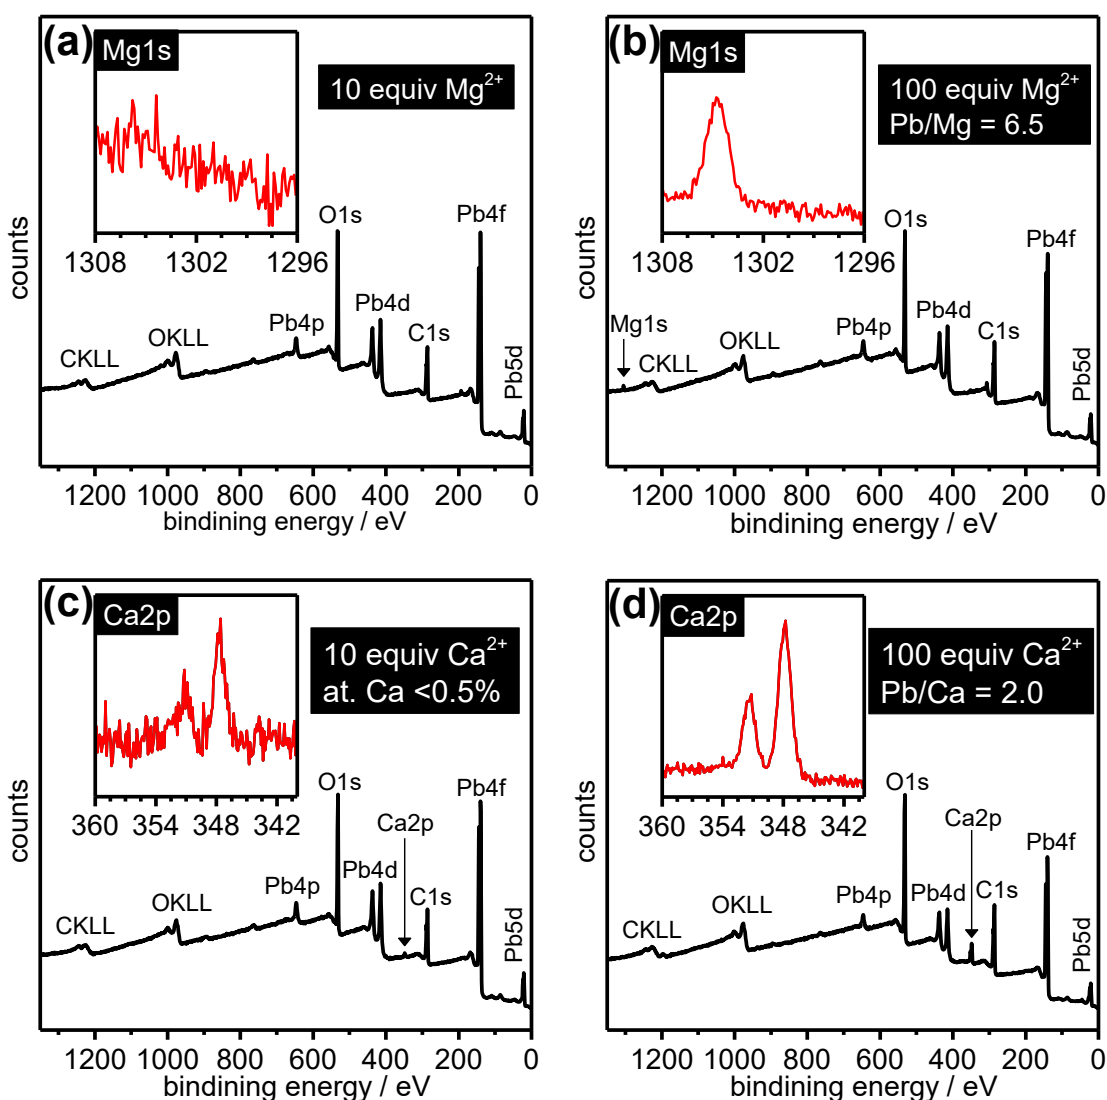 (a)
Mg1s
10 equiv Mg²⁺
1308 1302 1296
counts
CKLL
OKLL
Pb4p
O1s
Pb4d
C1s
Pb4f
Pb5d
1200 1000 800 600 400 200 0
bindining energy / eV
(b)
Mg1s
100 equiv Mg²⁺
Pb/Mg = 6.5
1308 1302 1296
counts
Mg1s
CKLL
OKLL
Pb4p
O1s
Pb4d
C1s
Pb4f
Pb5d
1200 1000 800 600 400 200 0
bindining energy / eV
(c)
Ca2p
10 equiv Ca²⁺
at. Ca <0.5%
360 354 348 342
counts
CKLL
OKLL
Pb4p
O1s
Pb4d
Ca2p
C1s
Pb4f
Pb5d
1200 1000 800 600 400 200 0
bindining energy / eV
(d)
Ca2p
100 equiv Ca²⁺
Pb/Ca = 2.0
360 354 348 342
counts
CKLL
OKLL
Pb4p
O1s
Pb4d
Ca2p
C1s
Pb4f
Pb5d
1200 1000 800 600 400 200 0
bindining energy / eV